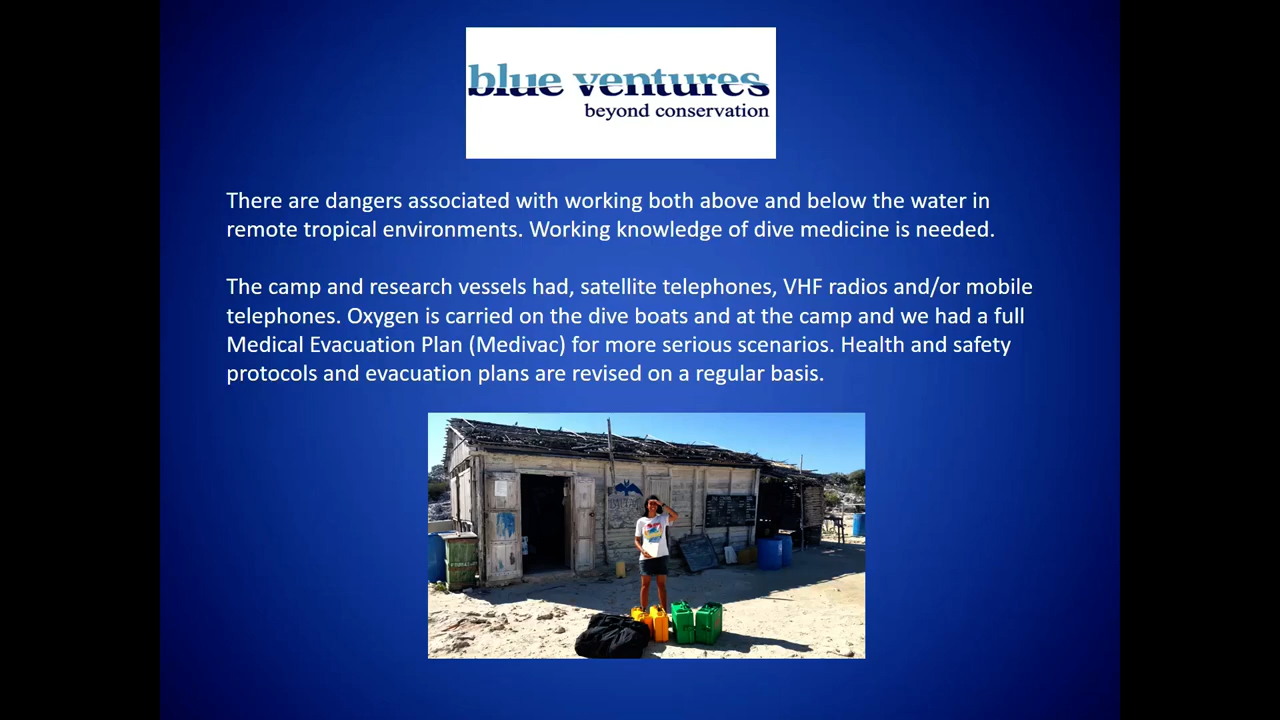 blue ventures
beyond conservation
There are dangers associated with working both above and below the water in
remote tropical environments. Working knowledge of dive medicine is needed.
The camp and research vessels had, satellite telephones, VHF radios and/or mobile
telephones. Oxygen is carried on the dive boats and at the camp and we had a full
Medical Evacuation Plan (Medivac) for more serious scenarios. Health and safety
protocols and evacuation plans are revised on a regular basis.